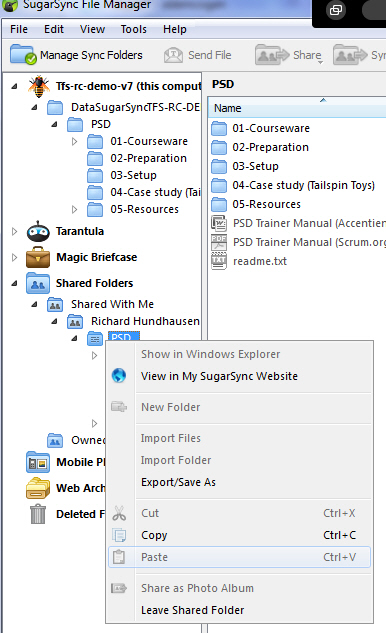 SugarSync File Manager
File Edit View Tools Help
Manage Sync Folders Send File Share Syn
Tfs-rc-demo-v7 (this comput
DataSugarSyncTFS-RC-DE
PSD
01-Courseware
02-Preparation
03-Setup
04-Case study (Tail
05-Resources
Tarantula
Magic Briefcase
Shared Folders
Shared With Me
Richard Hundhausen
PSD
Owne
Mobile P
Web Arch
Deleted F
PSD
Name
01-Courseware
02-Preparation
03-Setup
04-Case study (Tailspin Toys)
05-Resources
PSD Trainer Manual (Accentien
PSD Trainer Manual (Scrum.org
readme.txt
Show in Windows Explorer
View in My SugarSync Website
New Folder
Import Files
Import Folder
Export/Save As
Cut Ctrl+X
Copy Ctrl+C
Paste Ctrl+V
Share as Photo Album
Leave Shared Folder